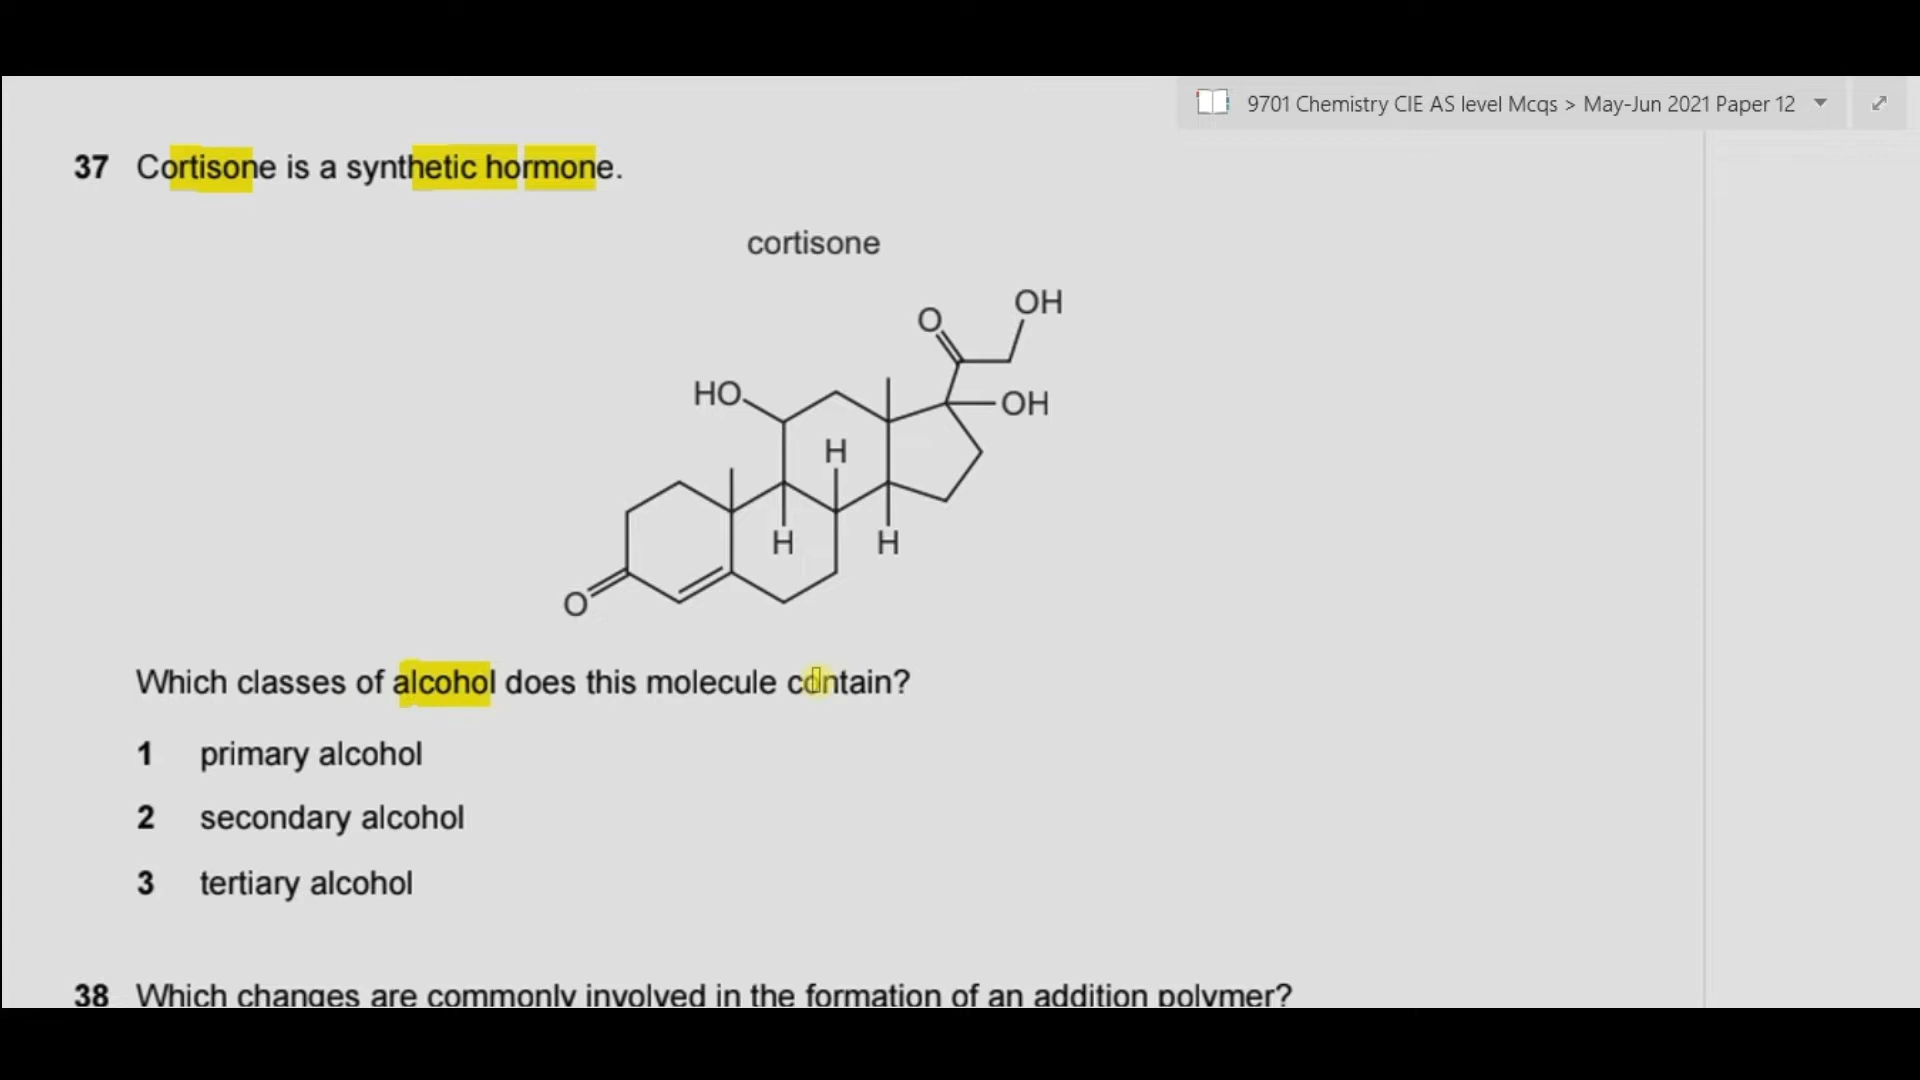 9701 Chemistry CIE AS level Mcqs > May-Jun 2021 Paper 12
37 Cortisone is a synthetic hormone.
cortisone
OH
O
HO
OH
H
H
H
O
Which classes of alcohol does this molecule contain?
1 primary alcohol
2 secondary alcohol
3 tertiary alcohol
38 Which changes are commonly involved in the formation of an addition polymer?